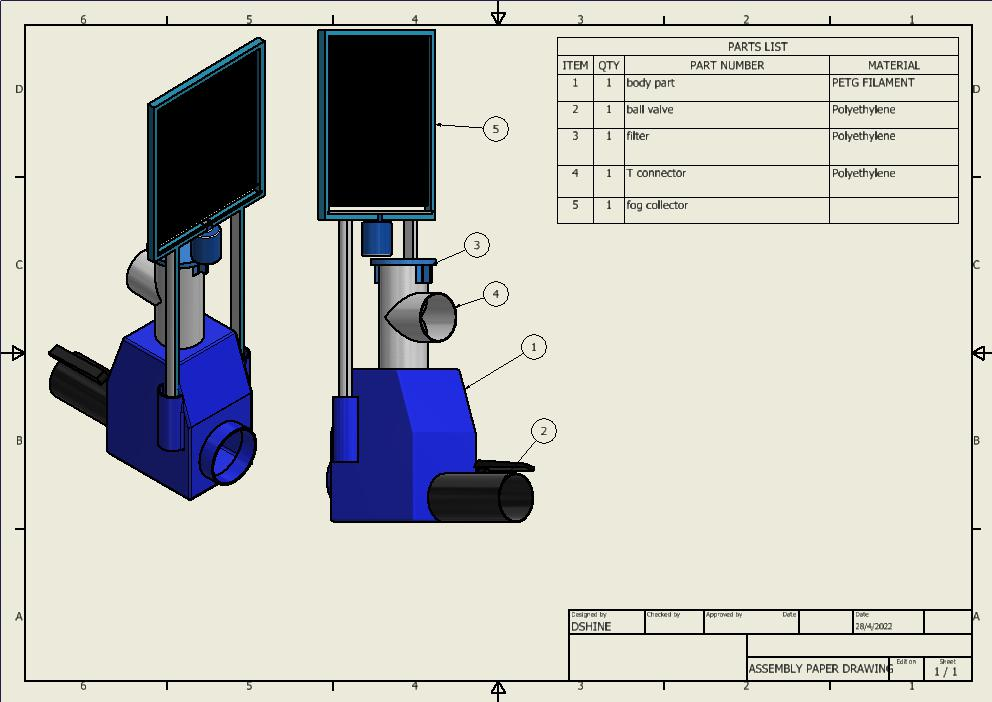 6 5 4 3 2 1
D D
C C
B B
A A
PARTS LIST
ITEM QTY PART NUMBER MATERIAL
1 1 body part PETG FILAMENT
2 1 ball valve Polyethylene
3 1 filter Polyethylene
4 1 T connector Polyethylene
5 1 fog collector
5
3
4
1
2
Designed by Checked by Approved by Date Date
DSHINE 28/4/2022
Edition Sheet
ASSEMBLY PAPER DRAWING 1 / 1
6 5 4 3 2 1